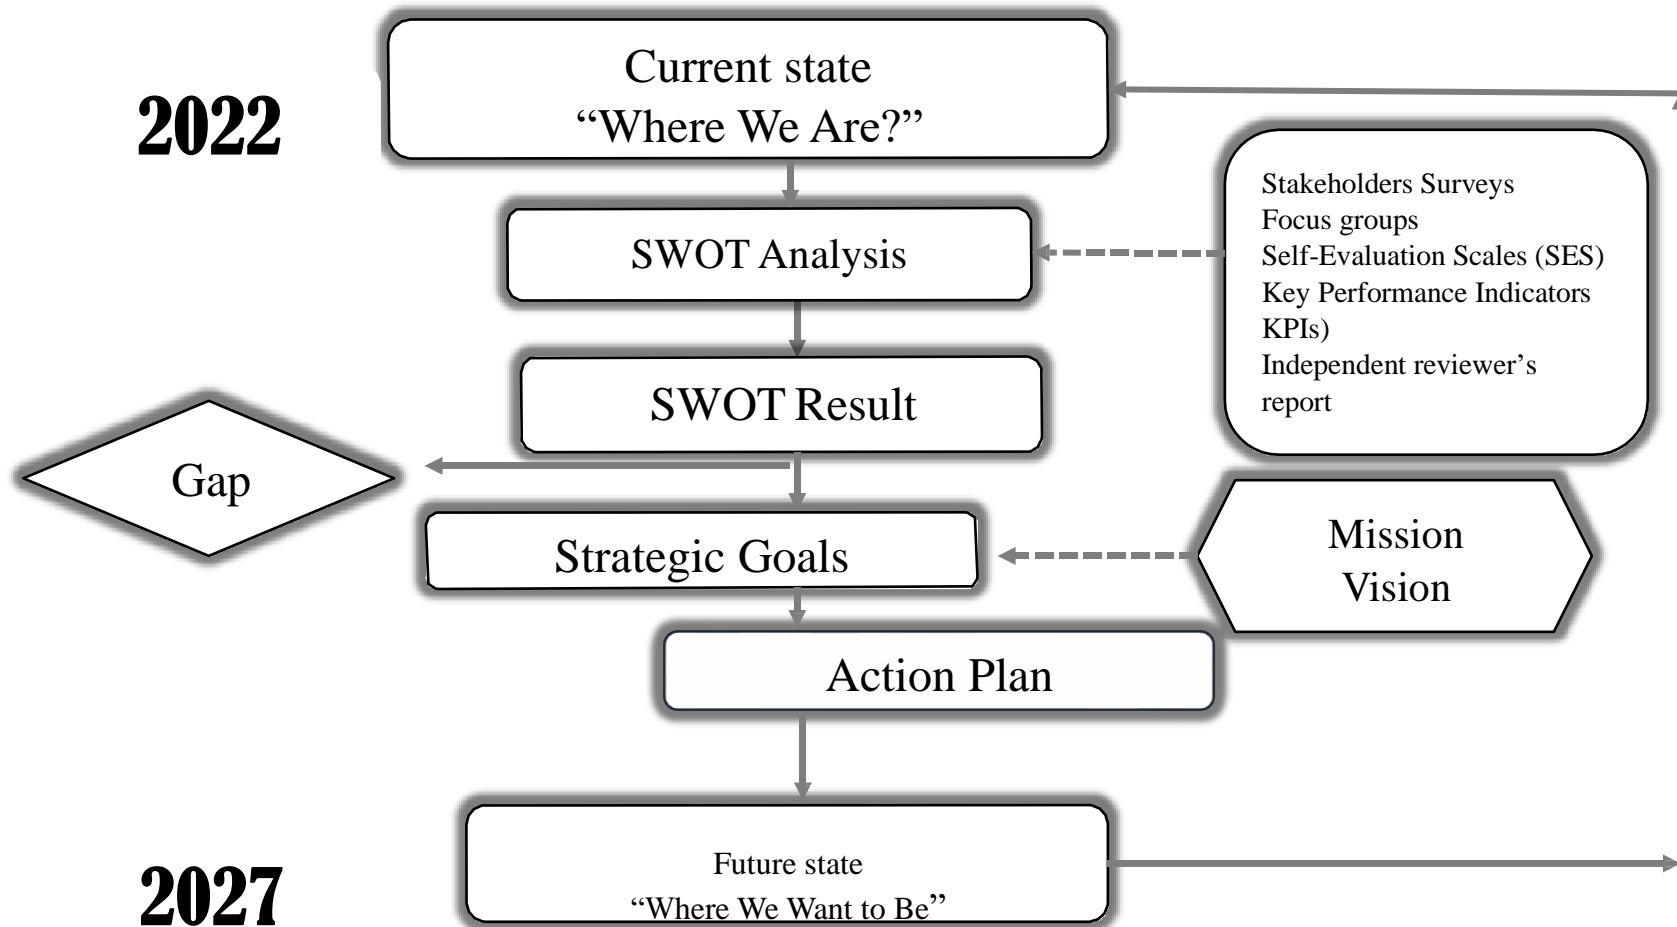 Current state
“Where We Are?”
2022
Stakeholders Surveys
Focus groups
Self-Evaluation Scales (SES)
Key Performance Indicators
KPIs)
Independent reviewer’s
report
SWOT Analysis
SWOT Result
Gap
Strategic Goals
Mission
Vision
Action Plan
Future state
“Where We Want to Be”
2027